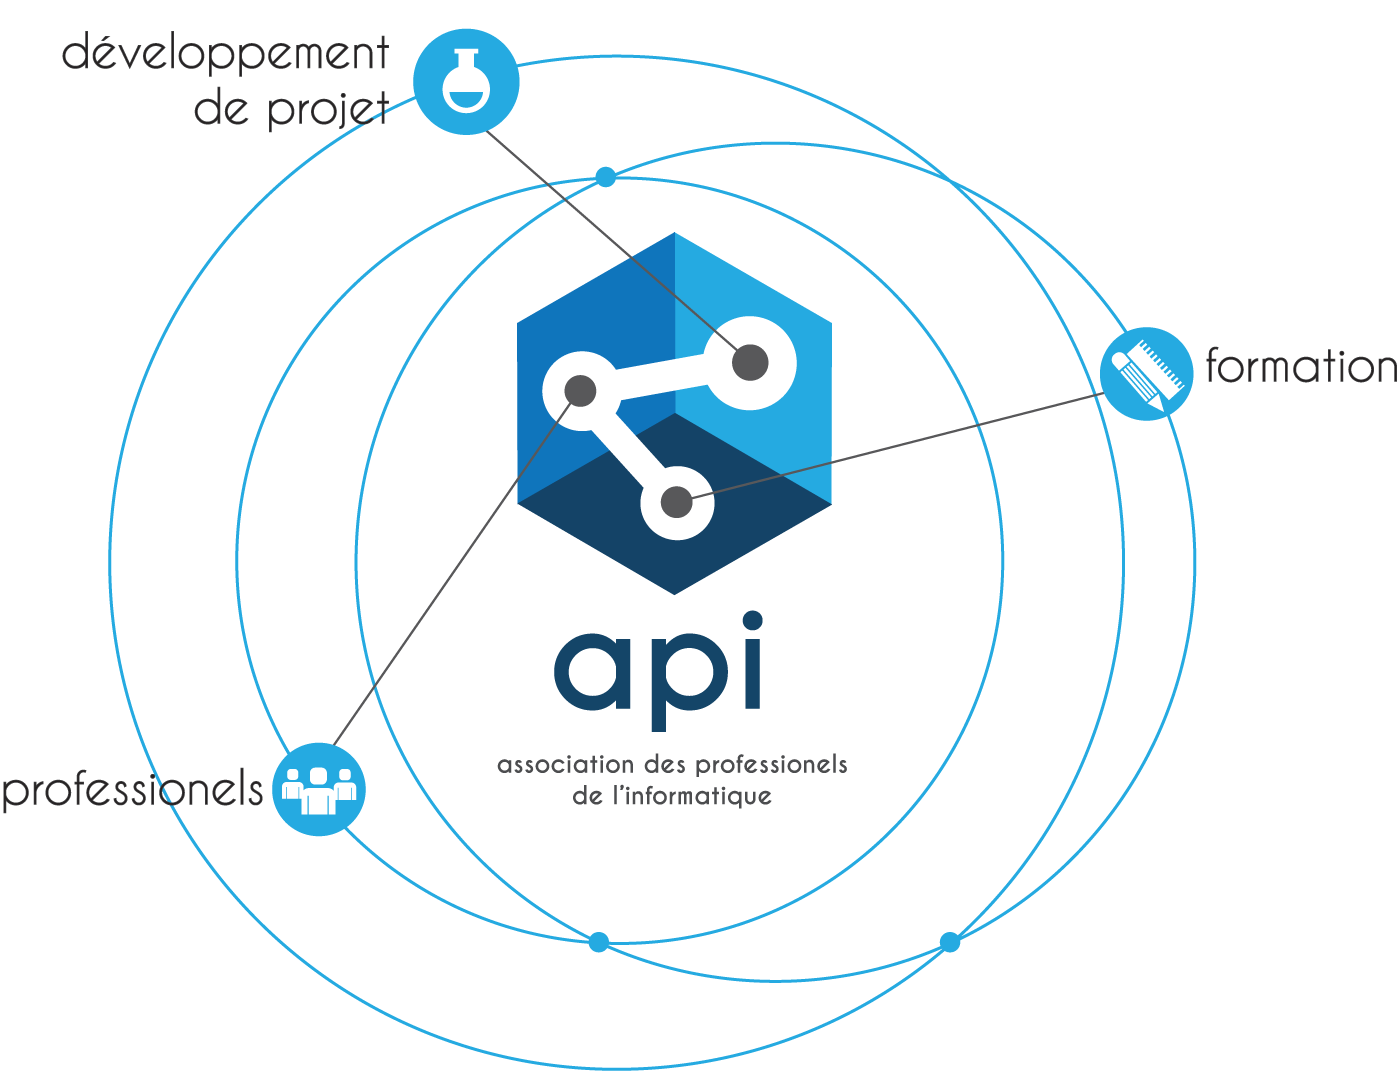 développement
de projet
formation
api
professionels
association des professionels
de l'informatique